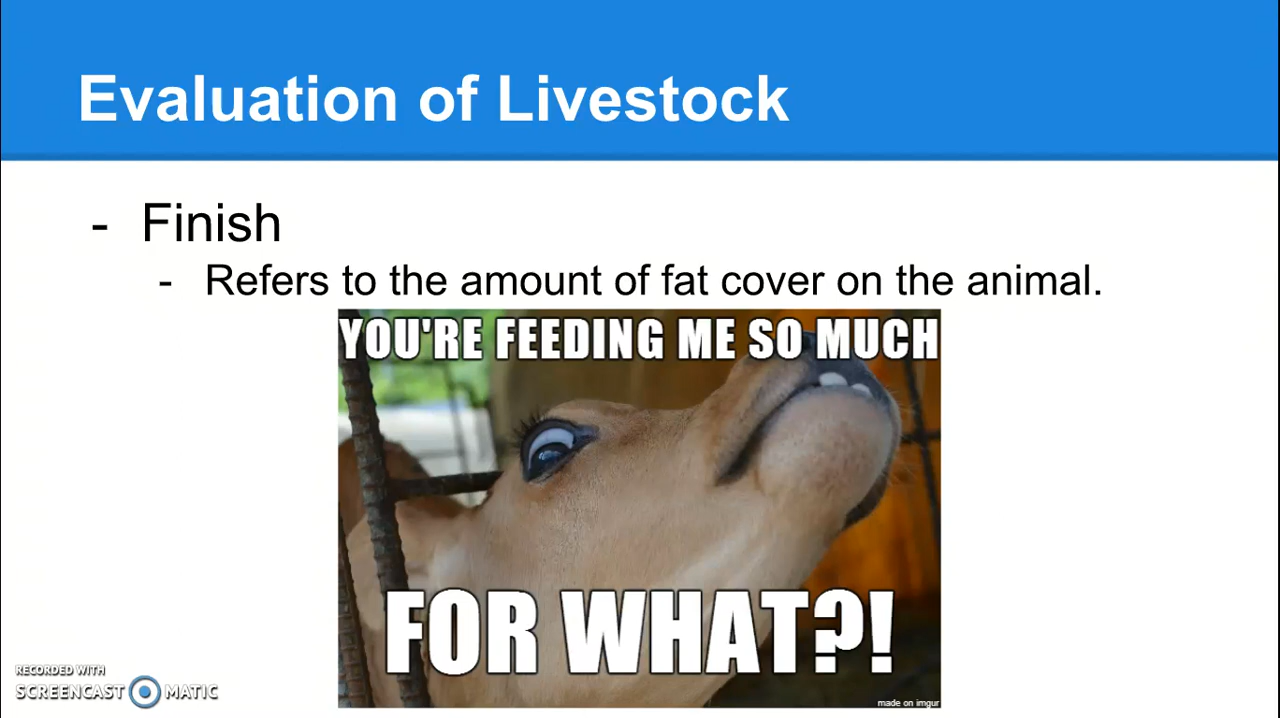 Evaluation of Livestock
- Finish
- Refers to the amount of fat cover on the animal.
YOU'RE FEEDING ME SO MUCH
FOR WHAT?!
made on imgur
RECORDED WITH
SCREENCAST MATIC